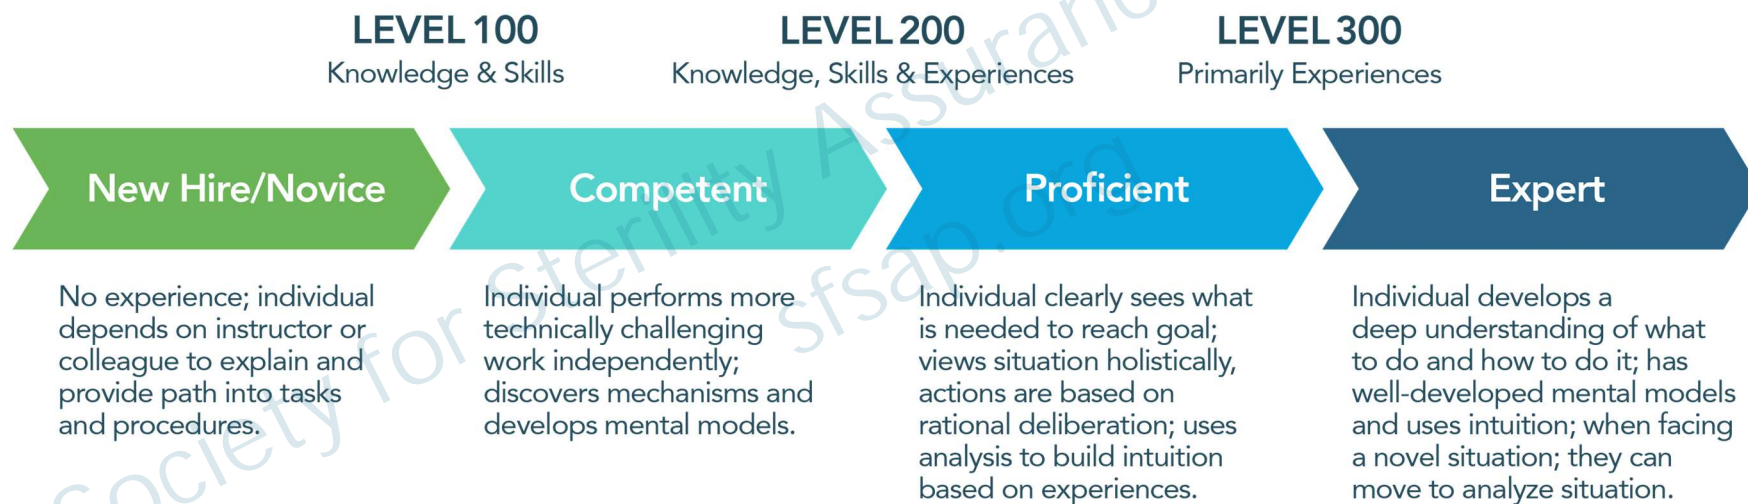 LEVEL 100
Knowledge & Skills
LEVEL 200
Knowledge, Skills & Experiences
LEVEL 300
Primarily Experiences
New Hire/Novice
Competent
Proficient
Expert
No experience; individual
depends on instructor or
colleague to explain and
provide path into tasks
and procedures.
Individual performs more
technically challenging
work independently;
discovers mechanisms and
develops mental models.
Individual clearly sees what
is needed to reach goal;
views situation holistically,
actions are based on
rational deliberation; uses
analysis to build intuition
based on experiences.
Individual develops a
deep understanding of what
to do and how to do it; has
well-developed mental models
and uses intuition; when facing
a novel situation; they can
move to analyze situation.
Society for Sterility Assurance
sfsap.org